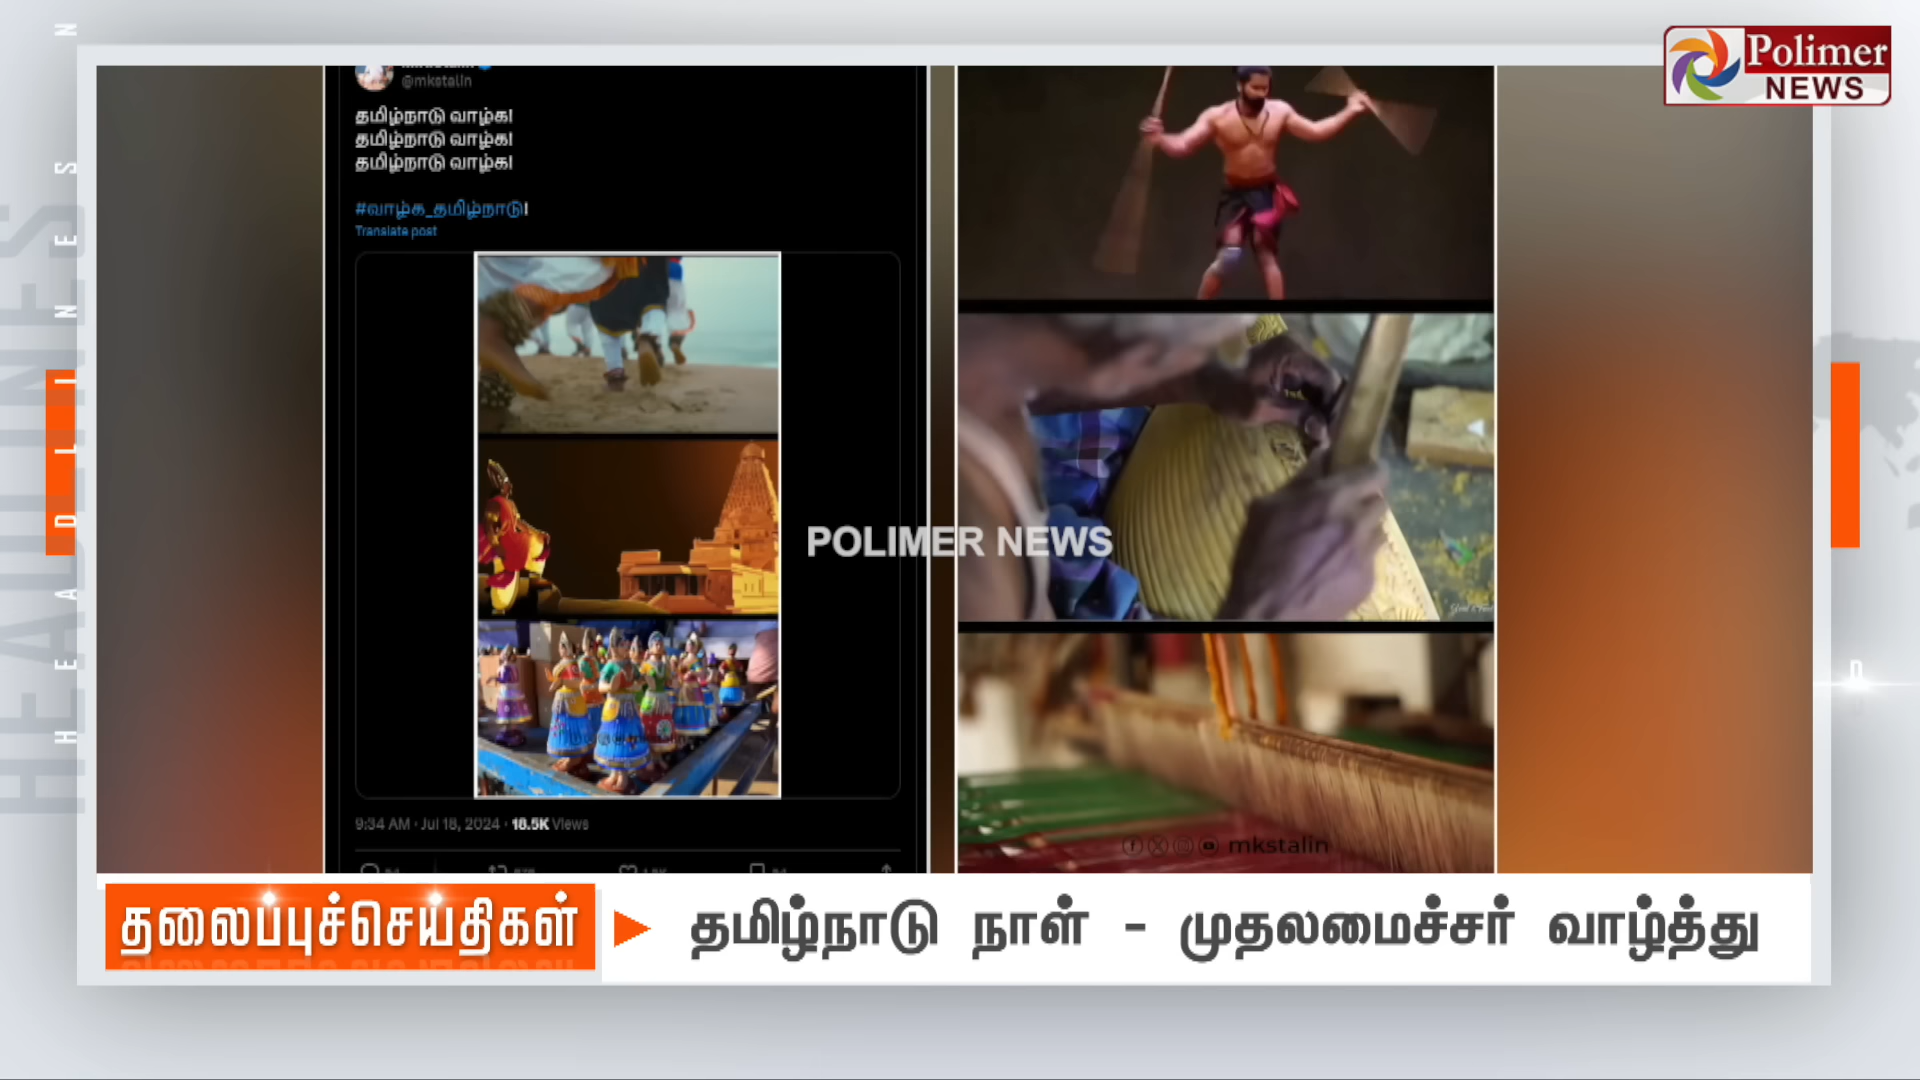 Polimer
NEWS
@mkstalin
தமிழ்நாடு வாழ்க!
தமிழ்நாடு வாழ்க!
தமிழ்நாடு வாழ்க!
#வாழ்க_தமிழ்நாடு!
Translate post
POLIMER NEWS
9:34 AM · Jul 18, 2024 · 18.5K Views
mkstalin
HEADLINES
HEADLINES N
தலைப்புச்செய்திகள்
தமிழ்நாடு நாள் - முதலமைச்சர் வாழ்த்து